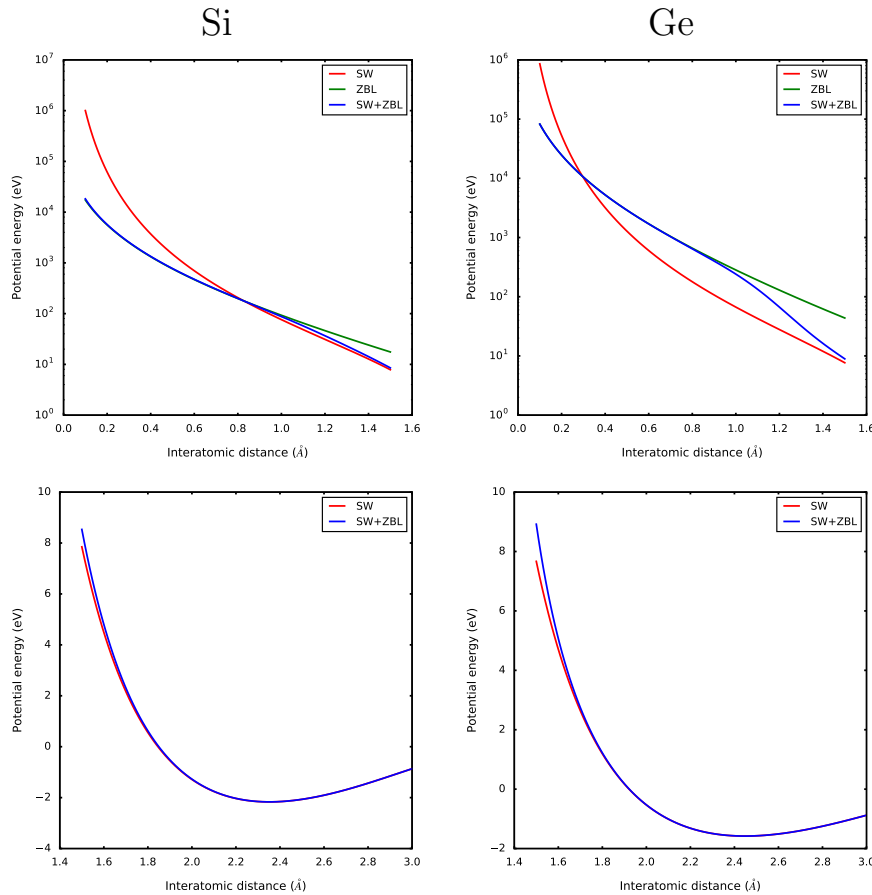 Si
Ge
10^7
10^6
10^5
10^4
10^3
10^2
10^1
10^0
0.0 0.2 0.4 0.6 0.8 1.0 1.2 1.4 1.6
Interatomic distance (Å)
Potential energy (eV)
SW
ZBL
SW+ZBL
10^6
10^5
10^4
10^3
10^2
10^1
10^0
0.0 0.2 0.4 0.6 0.8 1.0 1.2 1.4 1.6
Interatomic distance (Å)
Potential energy (eV)
SW
ZBL
SW+ZBL
10
8
6
4
2
0
−2
−4
1.4 1.6 1.8 2.0 2.2 2.4 2.6 2.8 3.0
Interatomic distance (Å)
Potential energy (eV)
SW
SW+ZBL
10
8
6
4
2
0
−2
1.4 1.6 1.8 2.0 2.2 2.4 2.6 2.8 3.0
Interatomic distance (Å)
Potential energy (eV)
SW
SW+ZBL